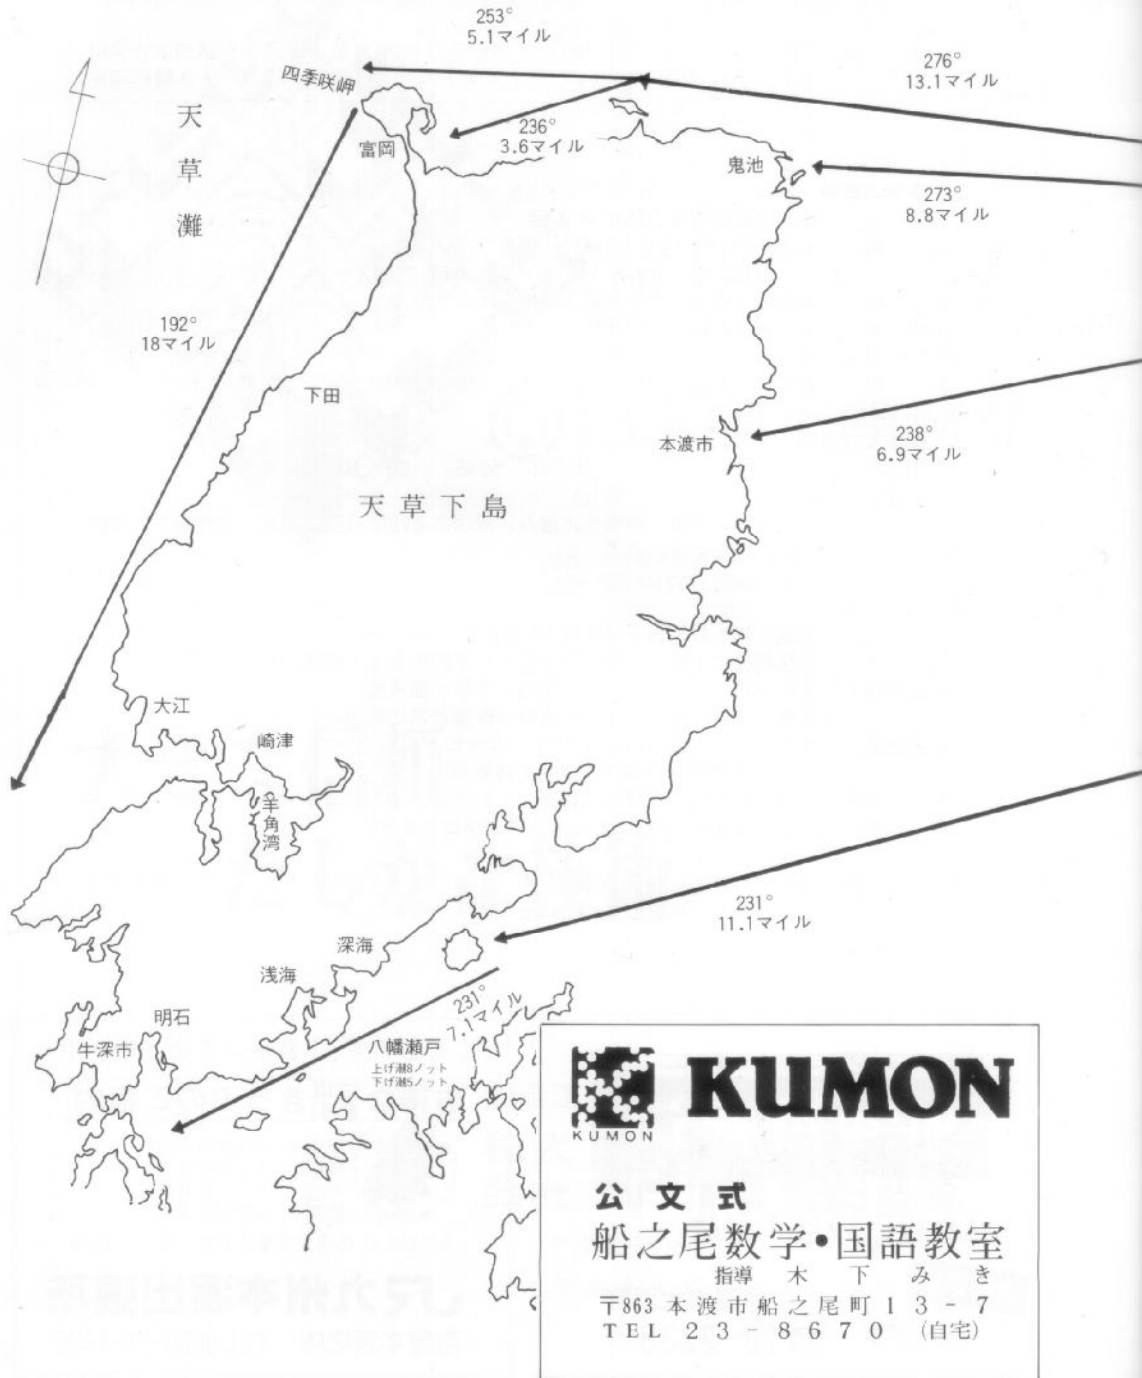 253°
5.1マイル
276°
13.1マイル
四季咲岬
天草灘
236°
3.6マイル
富岡
鬼池
273°
8.8マイル
192°
18マイル
下田
本渡市
238°
6.9マイル
天草下島
大江
崎津
羊角湾
231°
11.1マイル
深海
浅海
231°
7.1マイル
明石
牛深市
八幡瀬戸
上げ潮8ノット
下げ潮5ノット
KUMON
KUMON
公文式
船之尾数学・国語教室
指導 木下みき
〒863 本渡市船之尾町13-7
TEL 23-8670 (自宅)